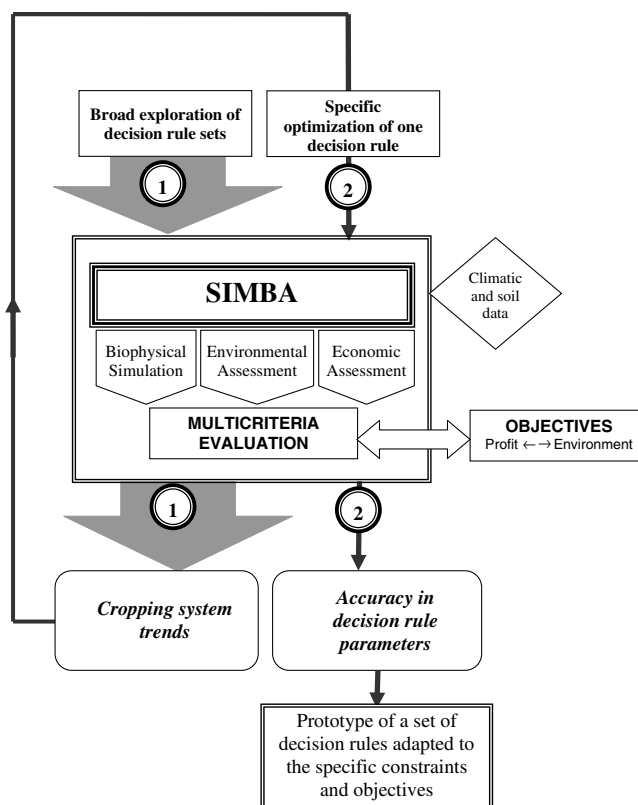 Broad exploration of
decision rule sets
Specific
optimization of one
decision rule
1
2
SIMBA
Climatic
and soil
data
Biophysical
Simulation
Environmental
Assessment
Economic
Assessment
MULTICRITERIA
EVALUATION
OBJECTIVES
Profit ←→ Environment
1
2
Cropping system
trends
Accuracy in
decision rule
parameters
Prototype of a set of
decision rules adapted to
the specific constraints
and objectives